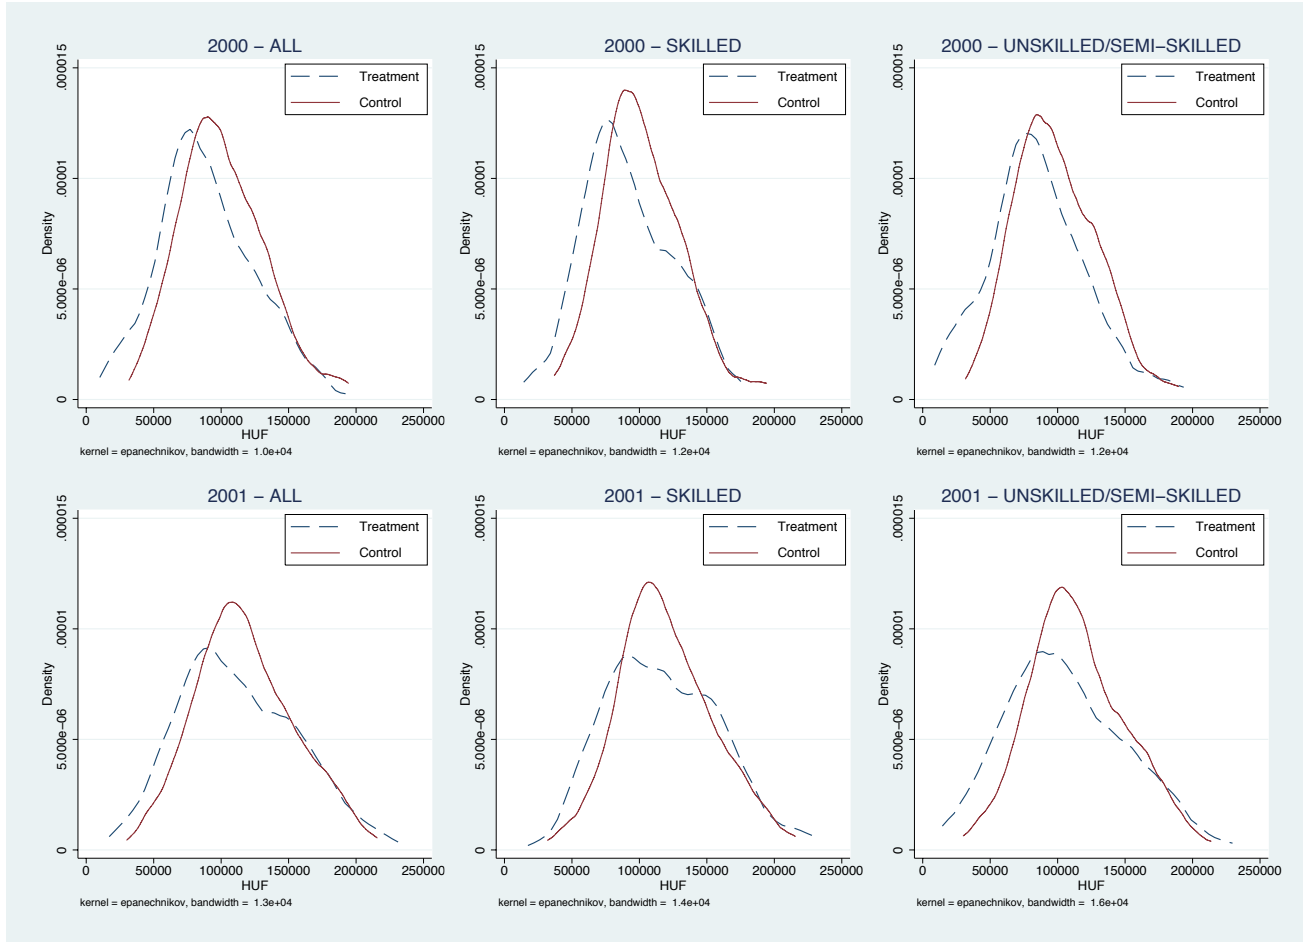 2000 – ALL
Treatment
Control
Density
0
5.000e–06
.00001
.000015
0
50000
100000
150000
200000
250000
HUF
kernel = epanechnikov, bandwidth = 1.0e+04
2000 – SKILLED
Treatment
Control
Density
0
5.000e–06
.00001
.000015
0
50000
100000
150000
200000
250000
HUF
kernel = epanechnikov, bandwidth = 1.2e+04
2000 – UNSKILLED/SEMI–SKILLED
Treatment
Control
Density
0
5.000e–06
.00001
.000015
0
50000
100000
150000
200000
250000
HUF
kernel = epanechnikov, bandwidth = 1.2e+04
2001 – ALL
Treatment
Control
Density
0
5.000e–06
.00001
.000015
0
50000
100000
150000
200000
250000
HUF
kernel = epanechnikov, bandwidth = 1.3e+04
2001 – SKILLED
Treatment
Control
Density
0
5.000e–06
.00001
.000015
0
50000
100000
150000
200000
250000
HUF
kernel = epanechnikov, bandwidth = 1.4e+04
2001 – UNSKILLED/SEMI–SKILLED
Treatment
Control
Density
0
5.000e–06
.00001
.000015
0
50000
100000
150000
200000
250000
HUF
kernel = epanechnikov, bandwidth = 1.6e+04